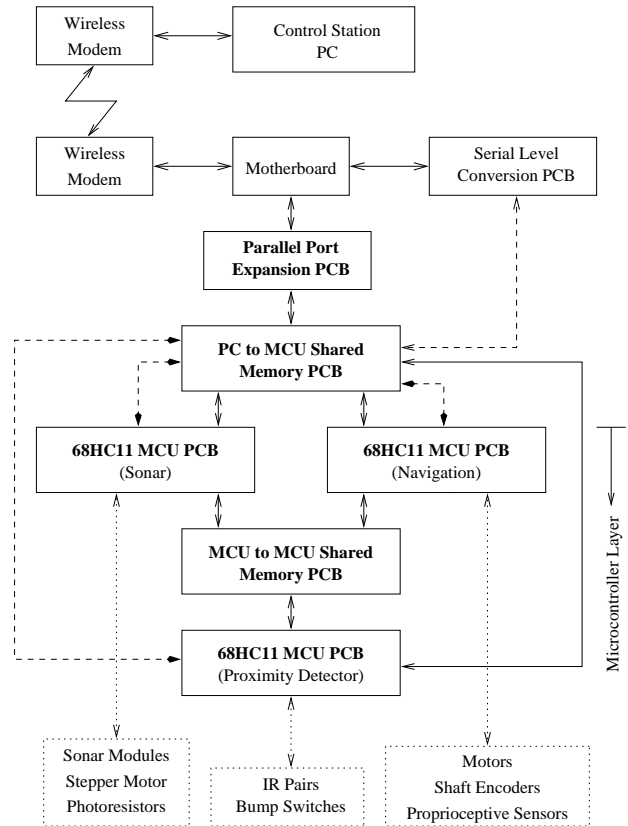 Wireless
Modem
Control Station
PC
Wireless
Modem
Motherboard
Serial Level
Conversion PCB
Parallel Port
Expansion PCB
PC to MCU Shared
Memory PCB
68HC11 MCU PCB
(Sonar)
68HC11 MCU PCB
(Navigation)
MCU to MCU Shared
Memory PCB
Microcontroller Layer
68HC11 MCU PCB
(Proximity Detector)
Sonar Modules
Stepper Motor
Photoresistors
IR Pairs
Bump Switches
Motors
Shaft Encoders
Proprioceptive Sensors